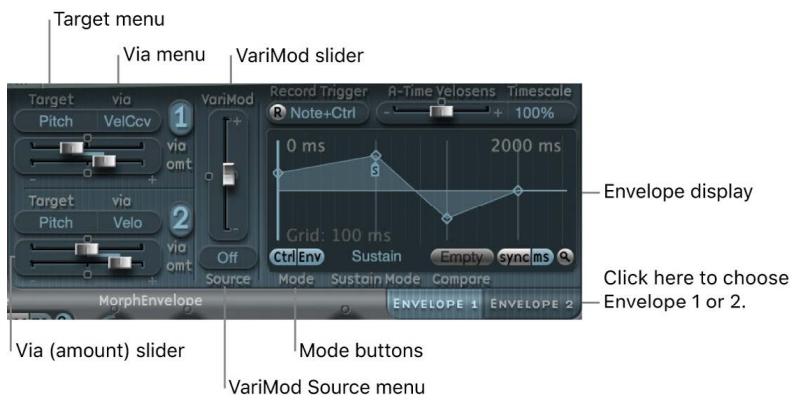 Target menu
Via menu
VariMod slider
Target via
VariMod
Record Trigger
A-Time Velosens
Timescale
Pitch VelCcv
1
R Note+Ctrl
- +
100%
via
amt
- +
+
-
0 ms
2000 ms
S
Grid: 100 ms
Target via
Pitch Velo
2
via
amt
- +
Off
Source
Ctrl Env
Sustain
Empty
sync ms
Mode
Sustain Mode
Compare
MorphEnvelope
ENVELOPE 1
ENVELOPE 2
Envelope display
Click here to choose
Envelope 1 or 2.
Via (amount) slider
Mode buttons
VariMod Source menu